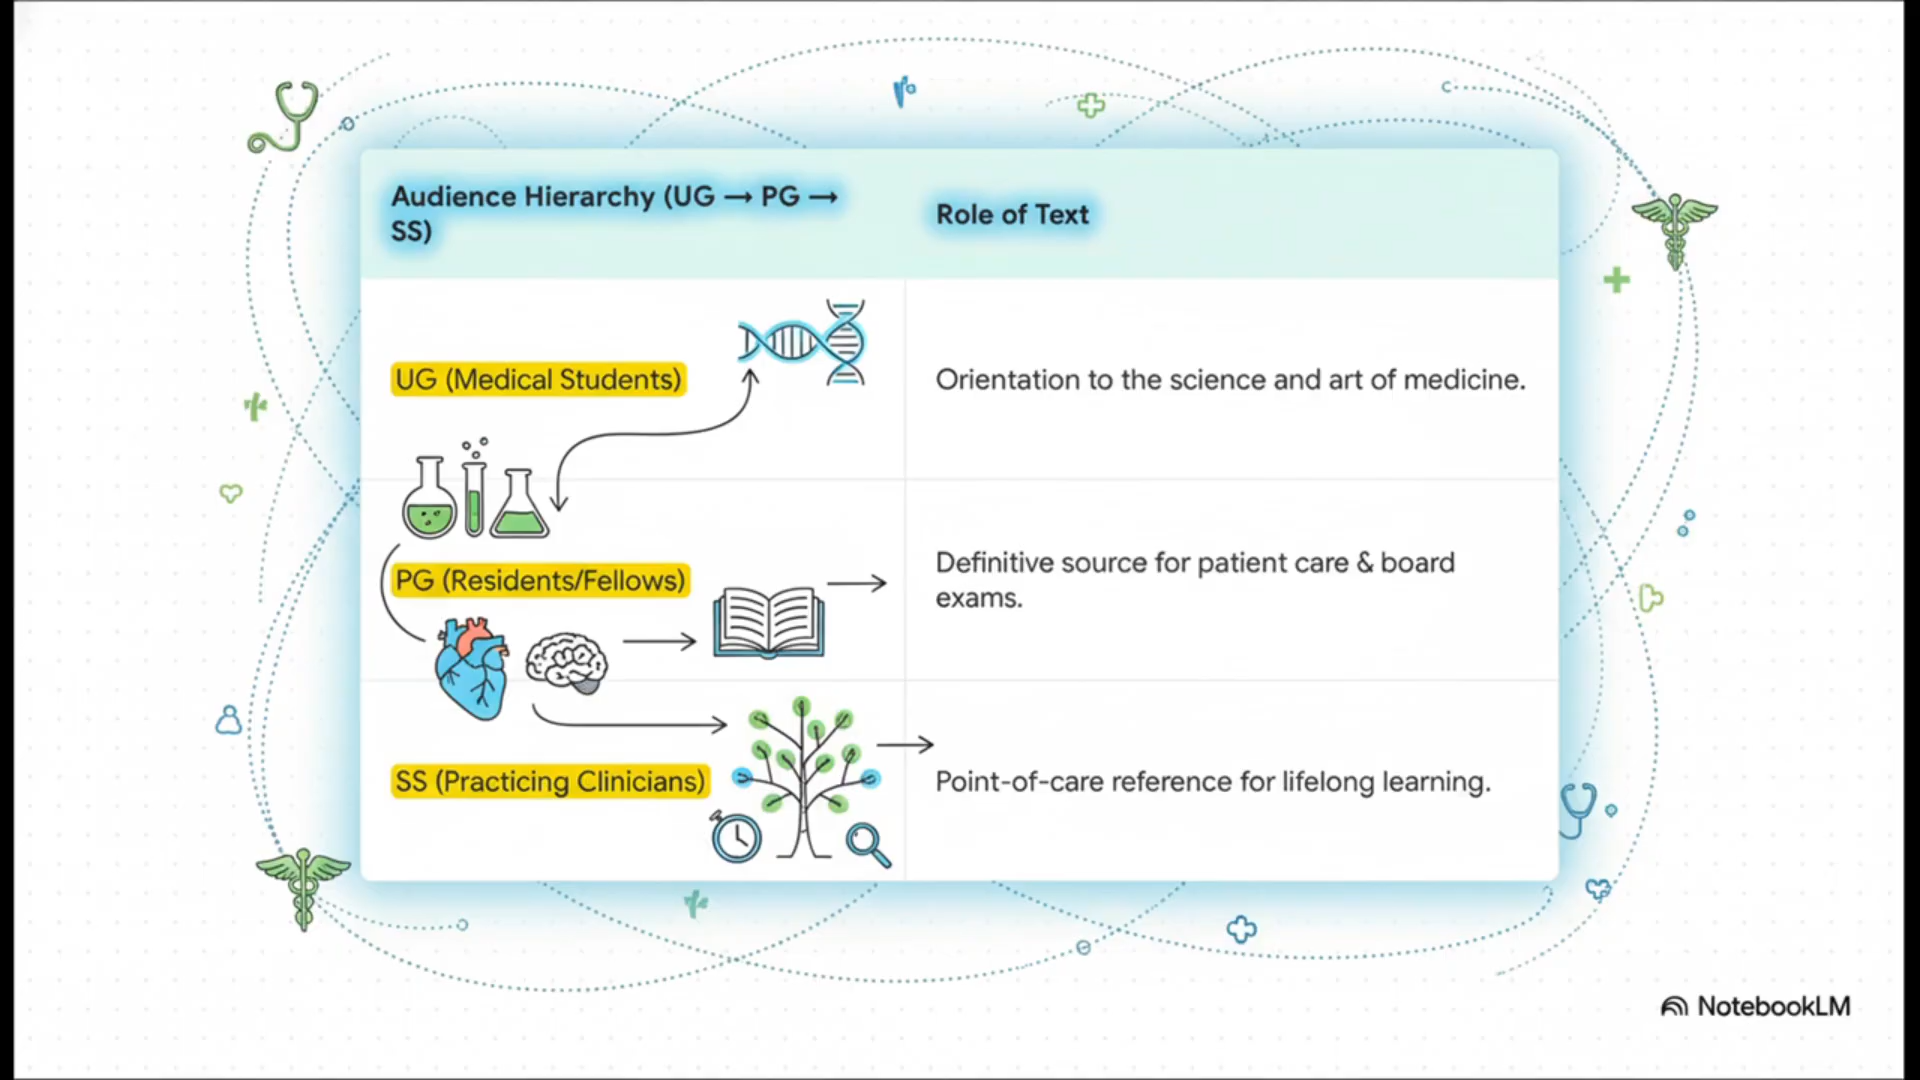 Audience Hierarchy (UG → PG →
SS)
Role of Text
UG (Medical Students)
Orientation to the science and art of medicine.
PG (Residents/Fellows)
Definitive source for patient care & board
exams.
SS (Practicing Clinicians)
Point-of-care reference for lifelong learning.
NotebookLM